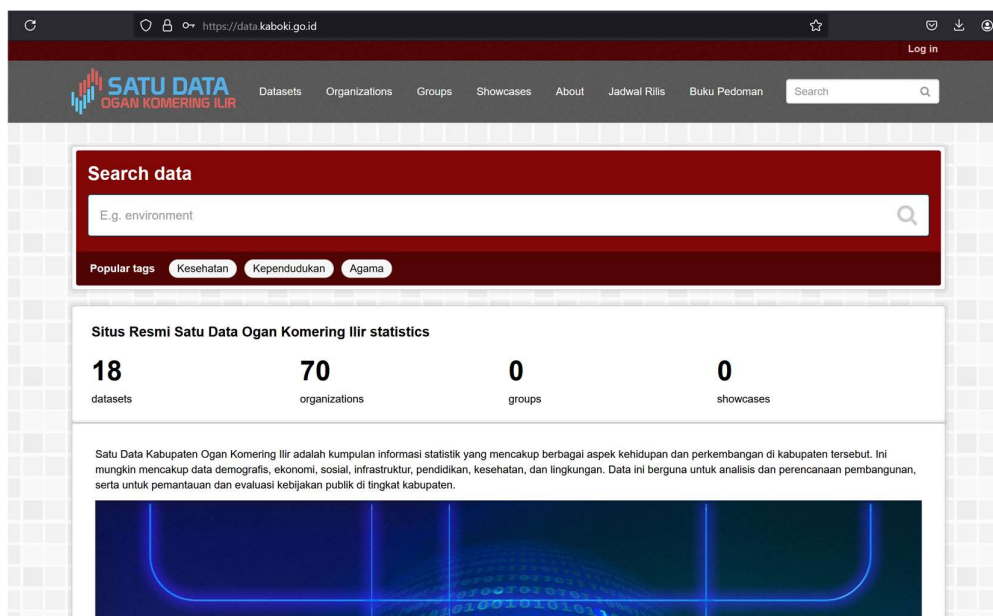 https://data.kaboki.go.id
Log in
SATU DATA
OGAN KOMERING ILIR
Datasets Organizations Groups Showcases About Jadwal Rilis Buku Pedoman Search
Search data
E.g. environment
Popular tags Kesehatan Kependudukan Agama
Situs Resmi Satu Data Ogan Komering Ilir statistics
18 70 0 0
datasets organizations groups showcases
Satu Data Kabupaten Ogan Komering Ilir adalah kumpulan informasi statistik yang mencakup berbagai aspek kehidupan dan perkembangan di kabupaten tersebut. Ini
mungkin mencakup data demografis, ekonomi, sosial, infrastruktur, pendidikan, kesehatan, dan lingkungan. Data ini berguna untuk analisis dan perencanaan pembangunan,
serta untuk pemantauan dan evaluasi kebijakan publik di tingkat kabupaten.